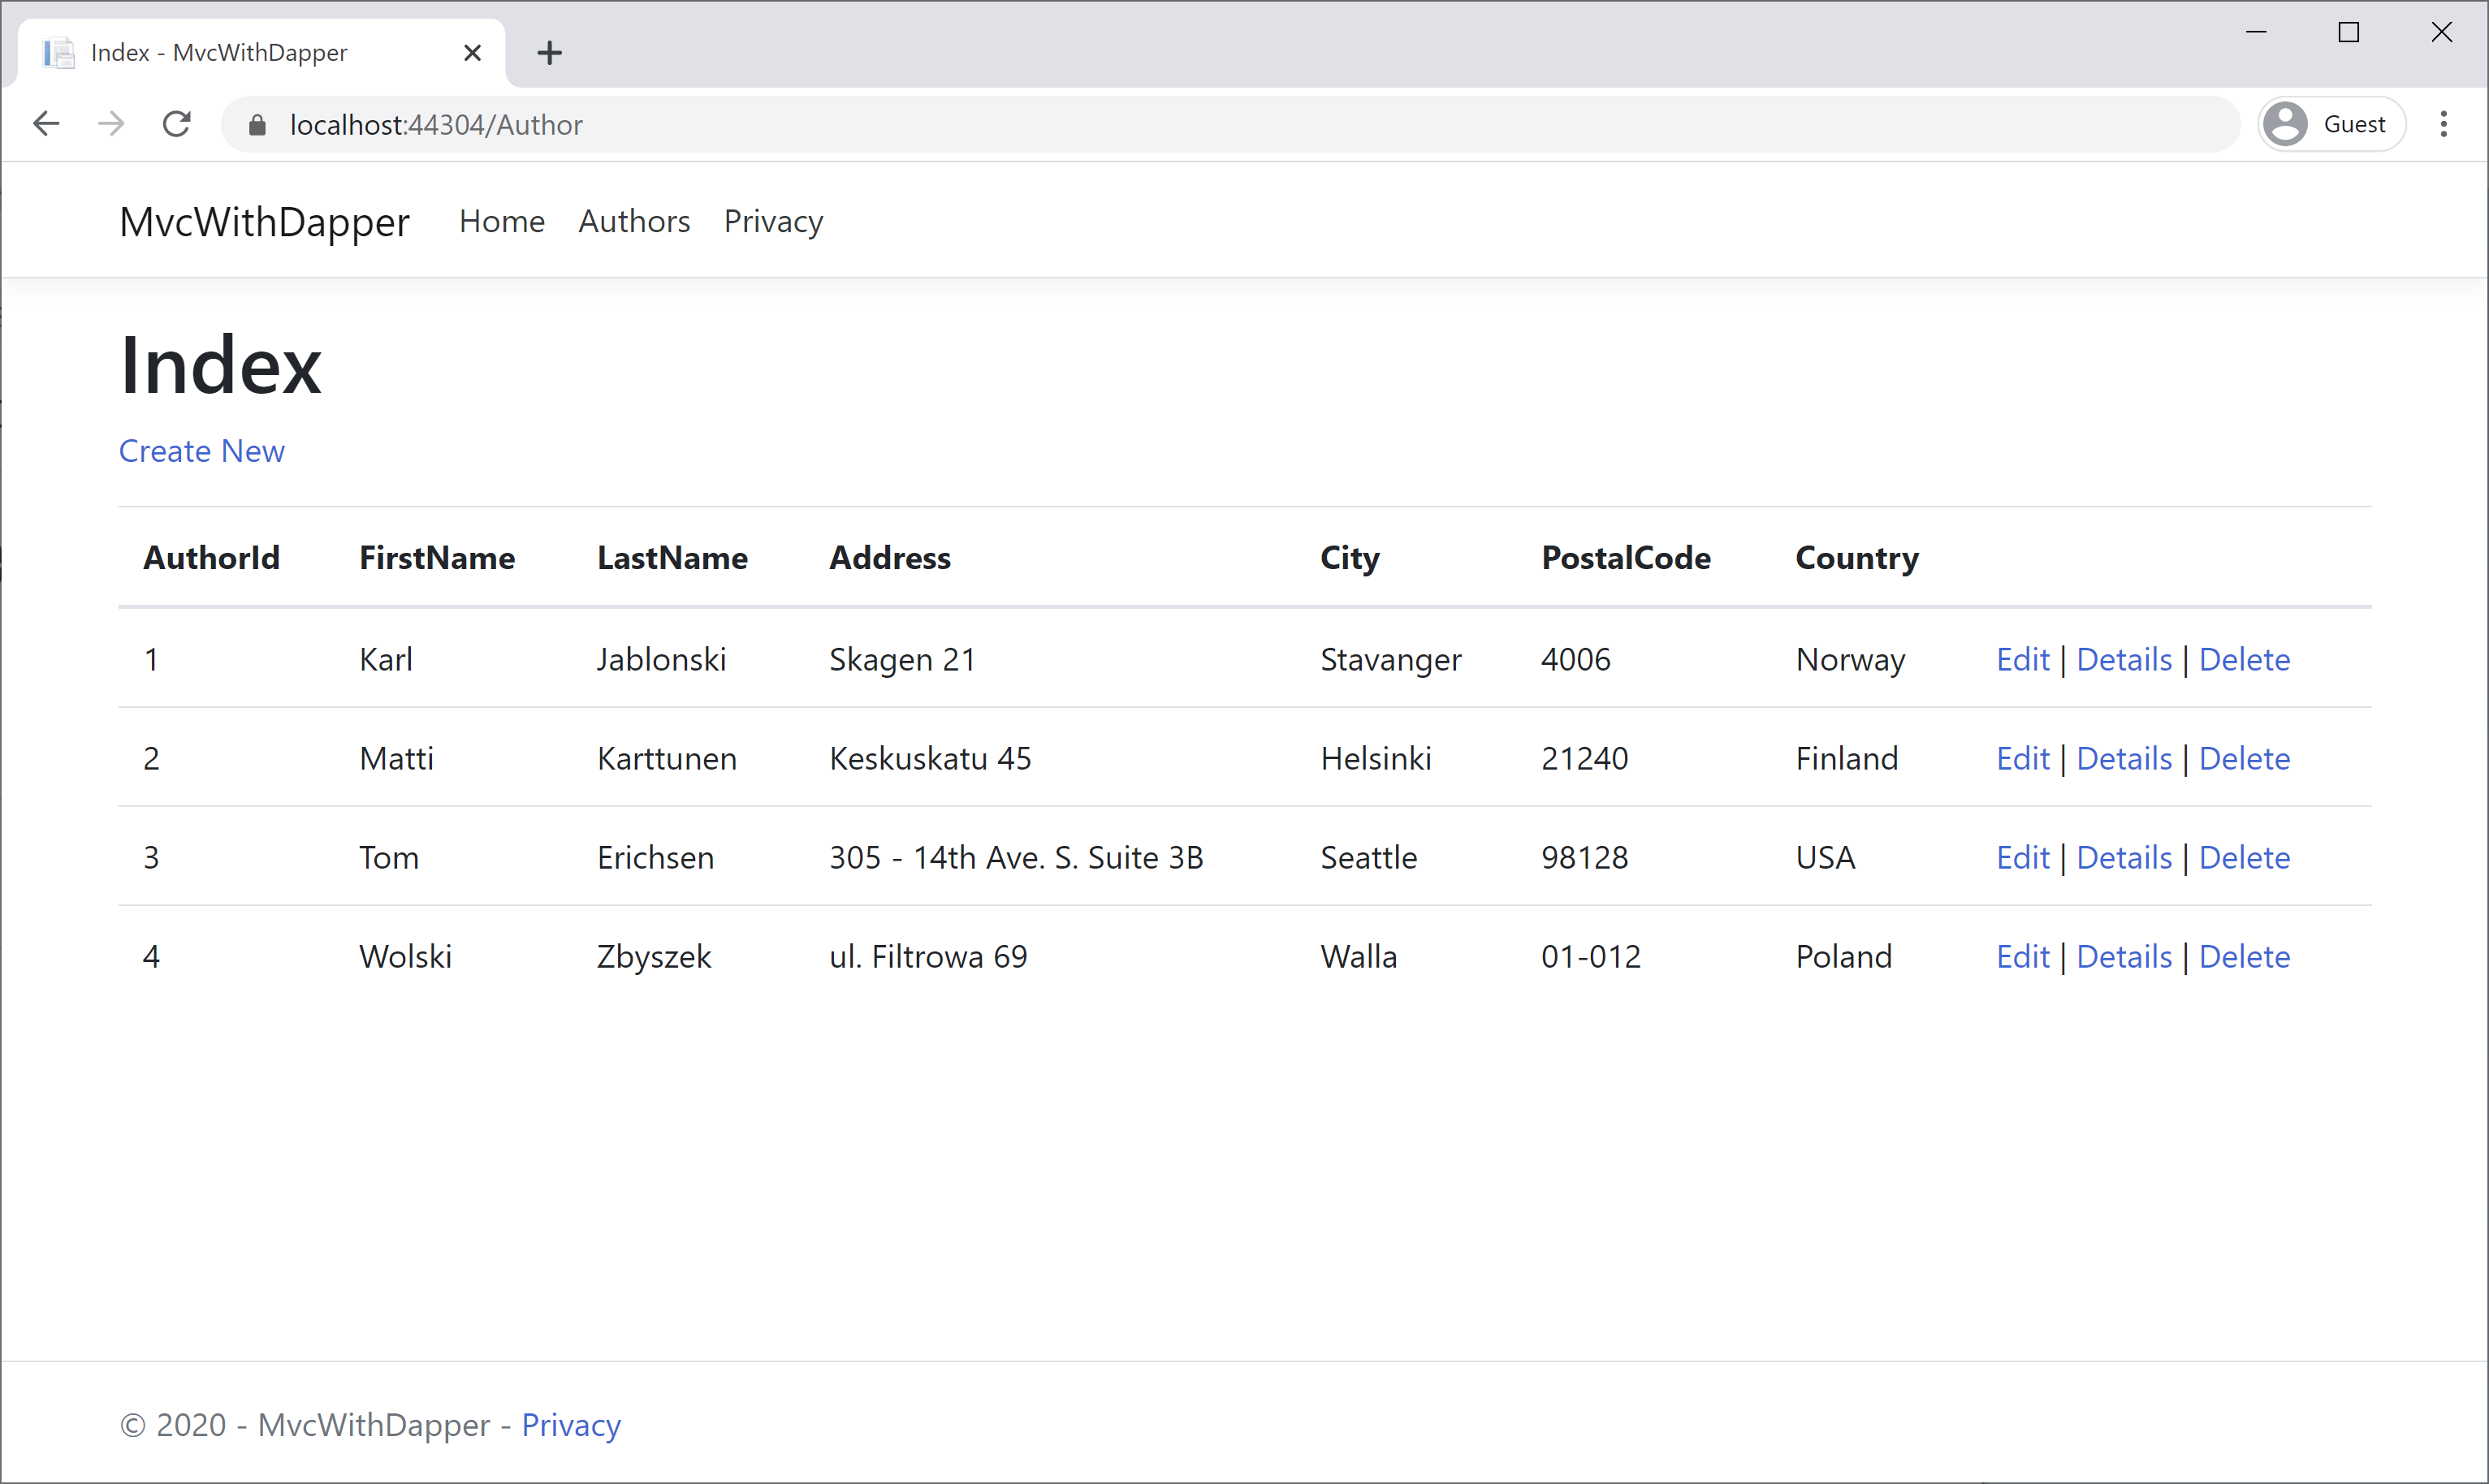 Index - MvcWithDapper
localhost:44304/Author
Guest
MvcWithDapper Home Authors Privacy
Index
Create New
AuthorId FirstName LastName Address City PostalCode Country
1 Karl Jablonski Skagen 21 Stavanger 4006 Norway Edit | Details | Delete
2 Matti Karttunen Keskuskatu 45 Helsinki 21240 Finland Edit | Details | Delete
3 Tom Erichsen 305 - 14th Ave. S. Suite 3B Seattle 98128 USA Edit | Details | Delete
4 Wolski Zbyszek ul. Filtrowa 69 Walla 01-012 Poland Edit | Details | Delete
© 2020 - MvcWithDapper - Privacy